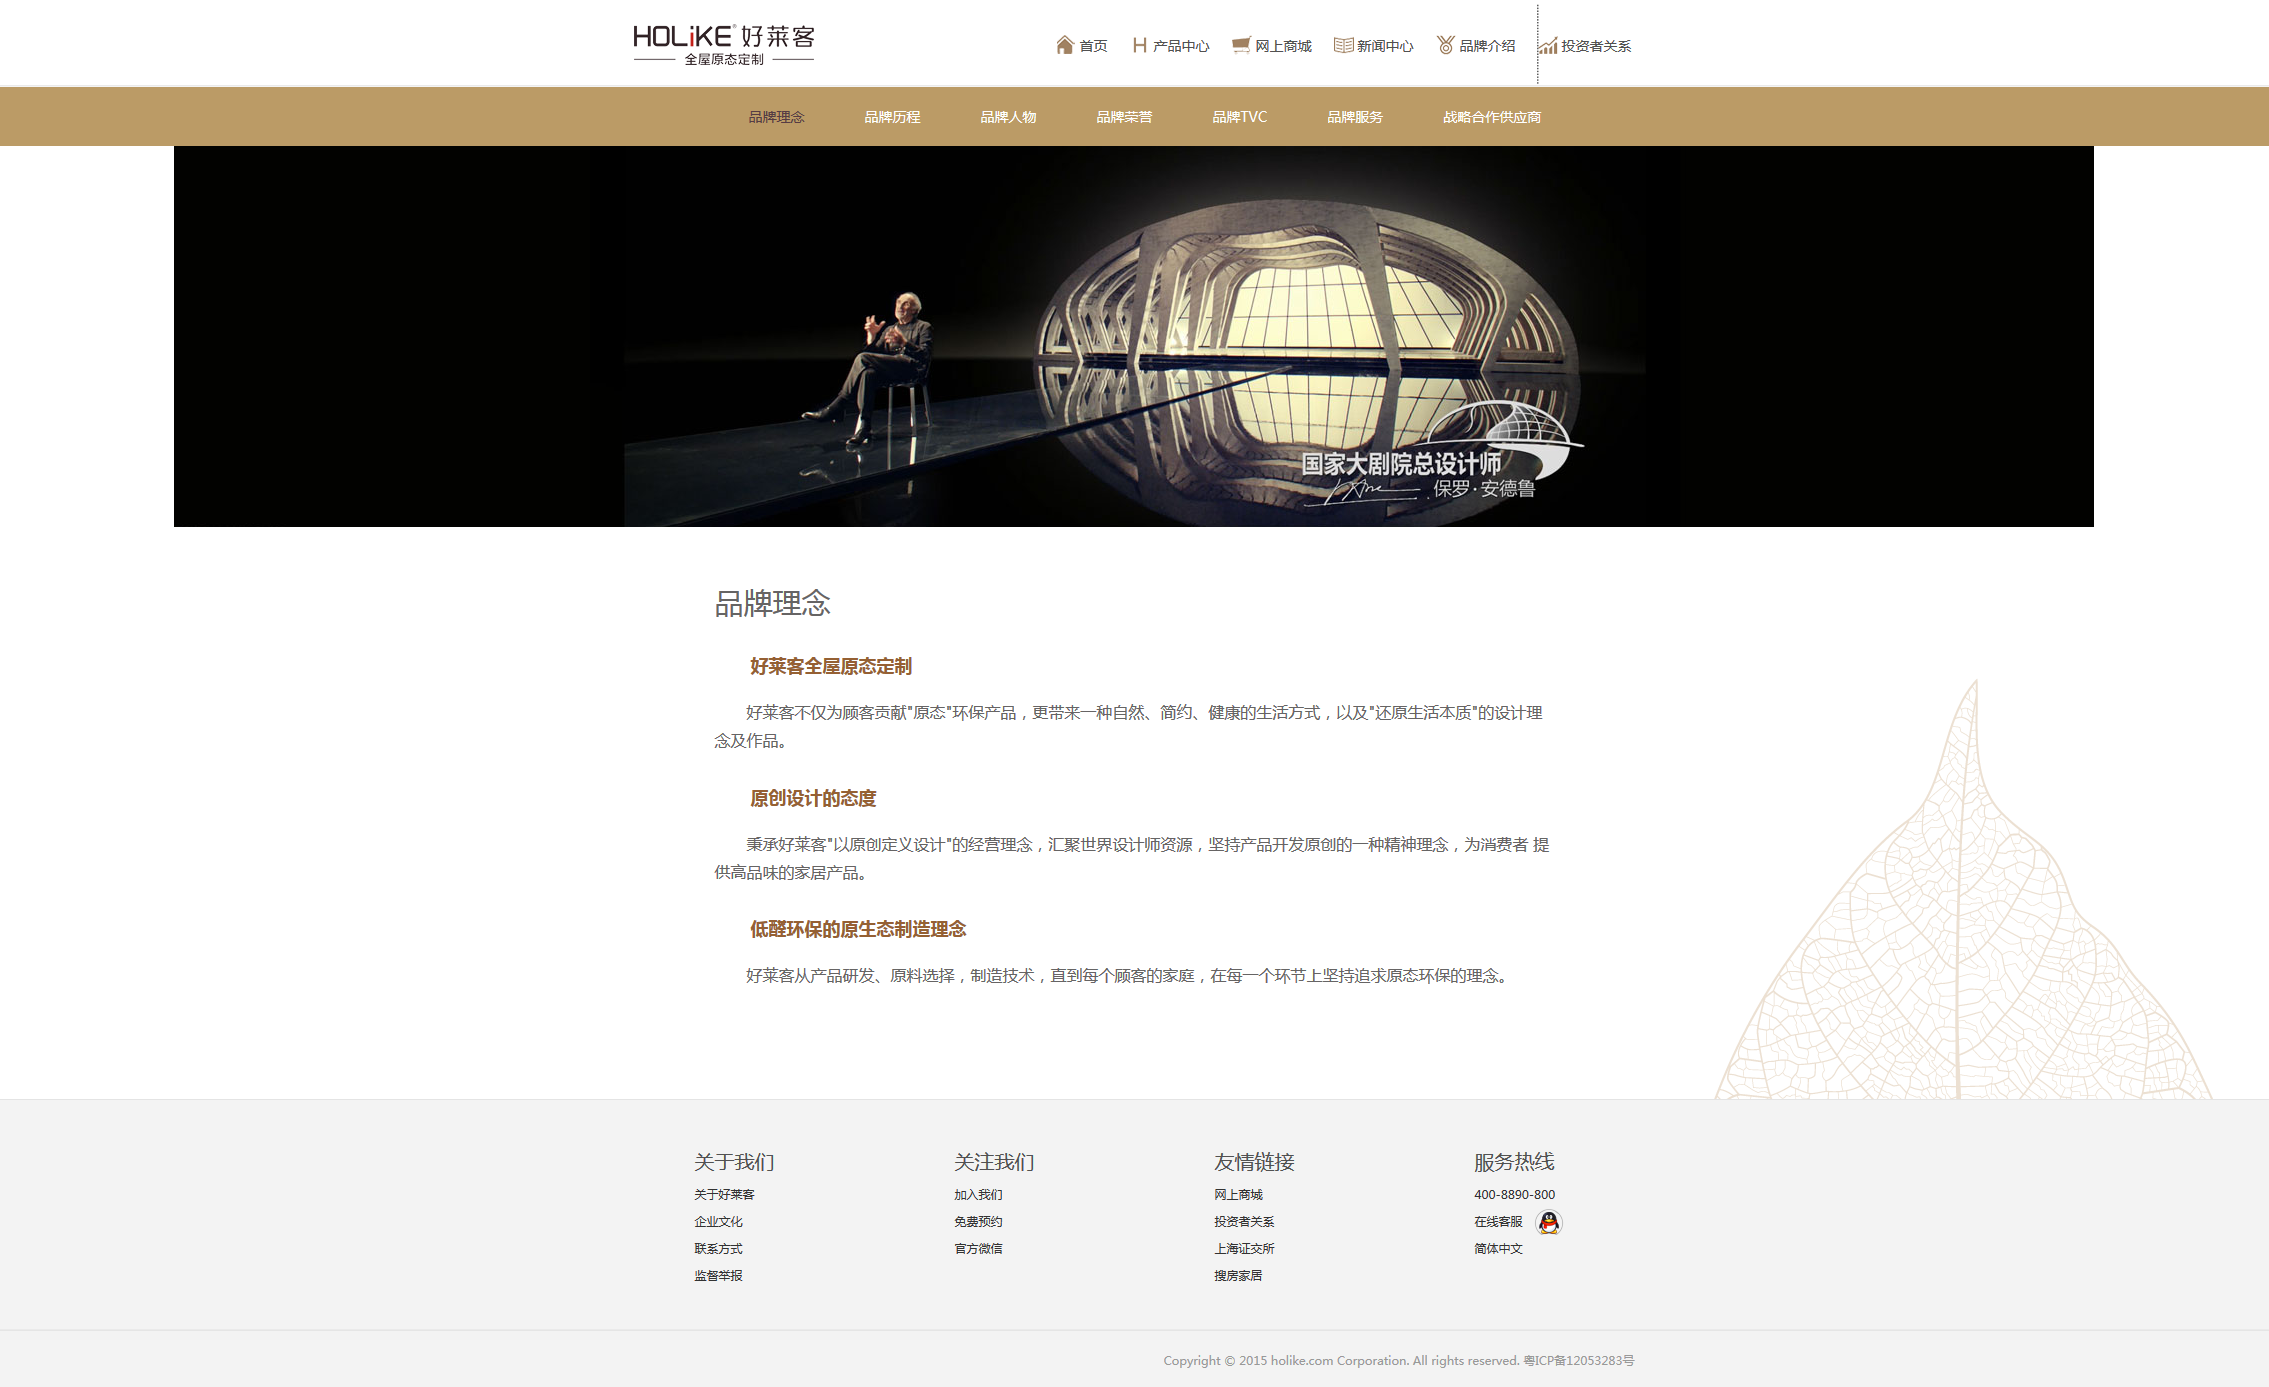 HOLiKE® 好莱客
全屋原态定制
首页 产品中心 网上商城 新闻中心 品牌介绍 投资者关系
品牌理念 品牌历程 品牌人物 品牌荣誉 品牌TVC 品牌服务 战略合作供应商
国家大剧院总设计师
保罗·安德鲁
品牌理念
好莱客全屋原态定制
好莱客不仅为顾客贡献"原态"环保产品，更带来一种自然、简约、健康的生活方式，以及"还原生活本质"的设计理
念及作品。
原创设计的态度
秉承好莱客"以原创定义设计"的经营理念，汇聚世界设计师资源，坚持产品开发原创的一种精神理念，为消费者 提
供高品味的家居产品。
低醛环保的原生态制造理念
好莱客从产品研发、原料选择，制造技术，直到每个顾客的家庭，在每一个环节上坚持追求原态环保的理念。
关于我们
关于好莱客
企业文化
联系方式
监督举报
关注我们
加入我们
免费预约
官方微信
友情链接
网上商城
投资者关系
上海证交所
搜房家居
服务热线
400-8890-800
在线客服
简体中文
Copyright © 2015 holike.com Corporation. All rights reserved. 粤ICP备12053283号